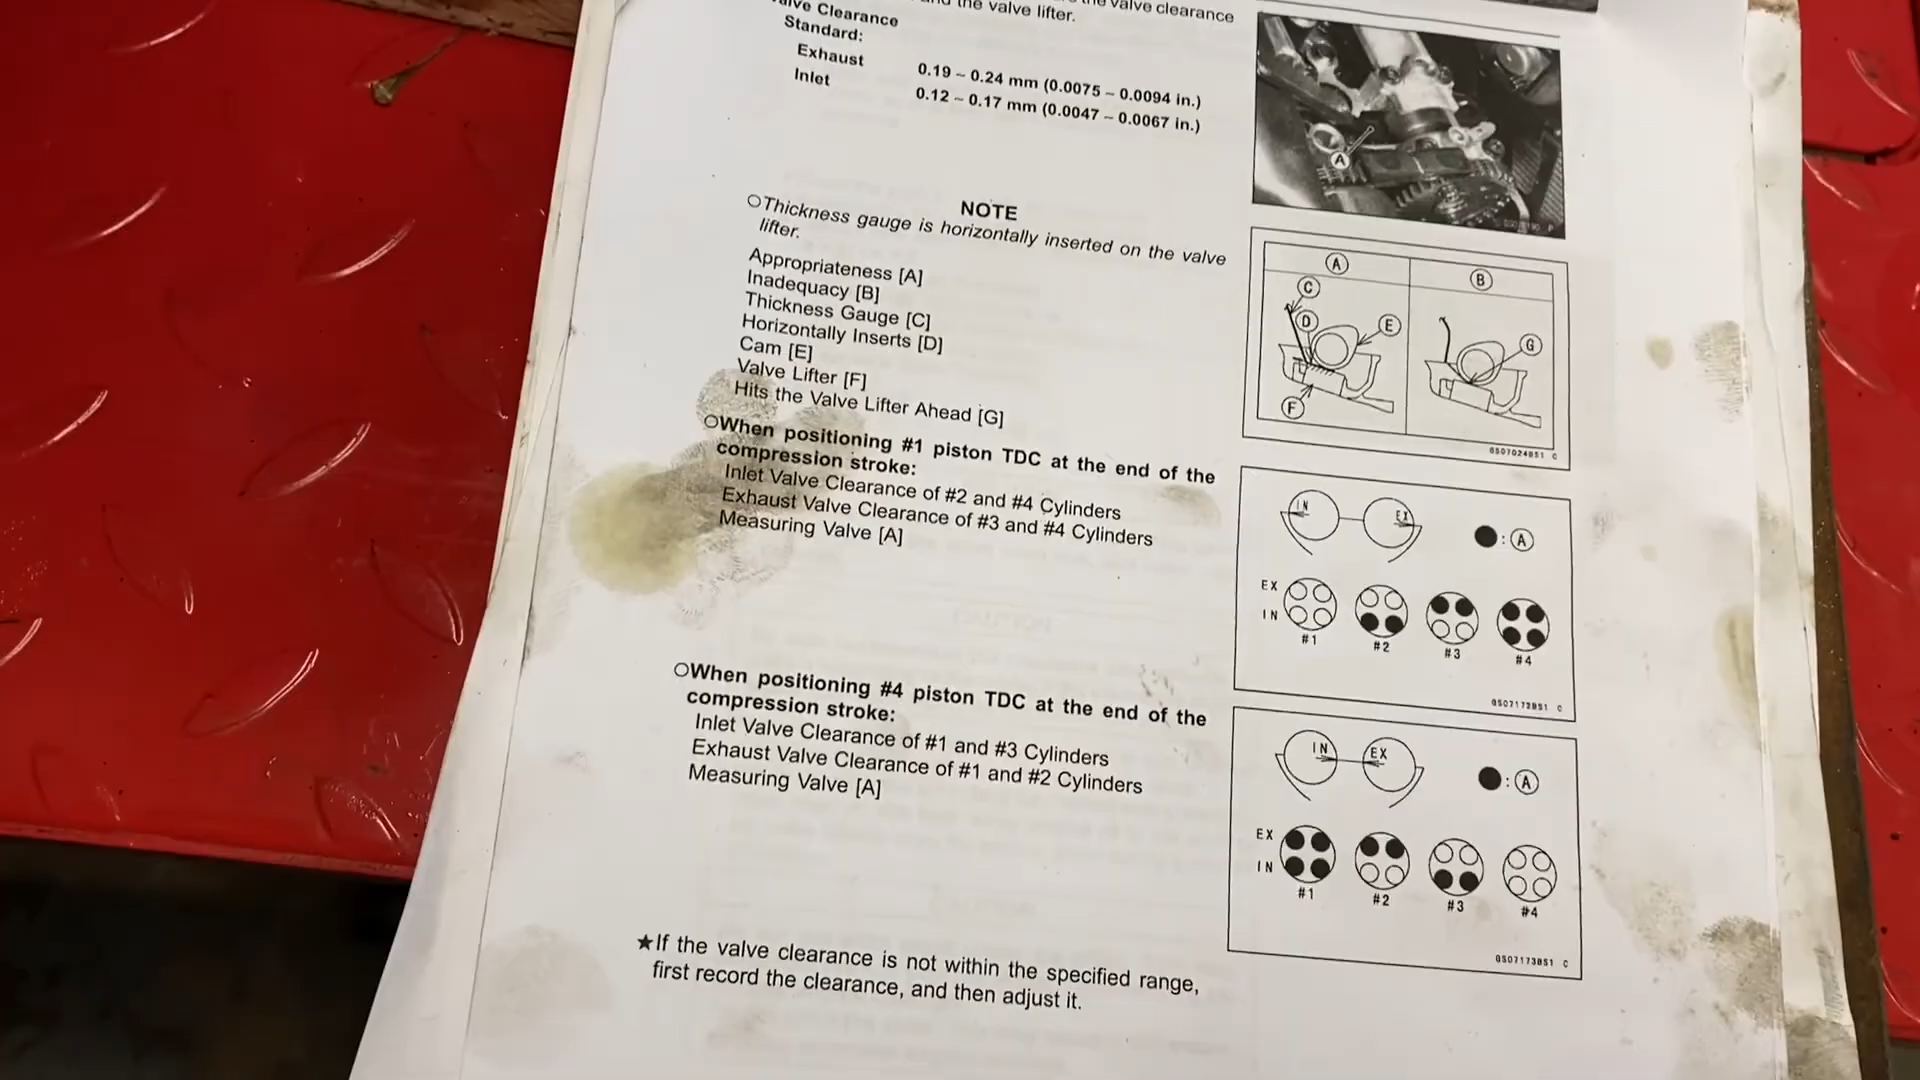 the valve clearance
and the valve lifter.
Valve Clearance
Standard:
Exhaust 0.19 ~ 0.24 mm (0.0075 ~ 0.0094 in.)
Inlet 0.12 ~ 0.17 mm (0.0047 ~ 0.0067 in.)
NOTE
○Thickness gauge is horizontally inserted on the valve
lifter.
Appropriateness [A]
Inadequacy [B]
Thickness Gauge [C]
Horizontally Inserts [D]
Cam [E]
Valve Lifter [F]
Hits the Valve Lifter Ahead [G]
○When positioning #1 piston TDC at the end of the
compression stroke:
Inlet Valve Clearance of #2 and #4 Cylinders
Exhaust Valve Clearance of #3 and #4 Cylinders
Measuring Valve [A]
○When positioning #4 piston TDC at the end of the
compression stroke:
Inlet Valve Clearance of #1 and #3 Cylinders
Exhaust Valve Clearance of #1 and #2 Cylinders
Measuring Valve [A]
★If the valve clearance is not within the specified range,
first record the clearance, and then adjust it.
A
A B
C
D E
G
F
IN EX
: A
EX
IN
#1 #2 #3 #4
IN EX
: A
EX
IN
#1 #2 #3 #4